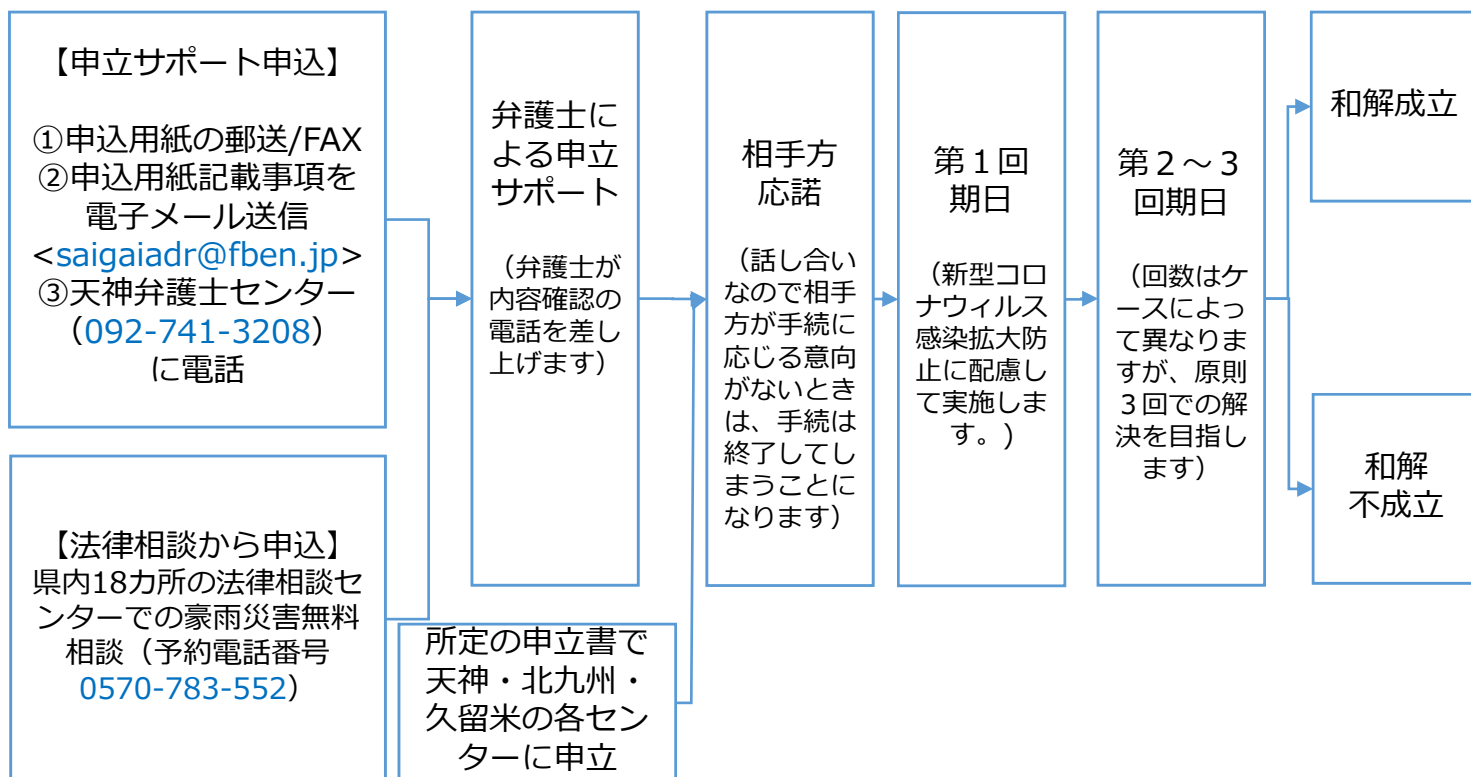 【申立サポート申込】
①申込用紙の郵送/FAX
②申込用紙記載事項を
電子メール送信
<saigaiadr@fben.jp>
③天神弁護士センター
（092-741-3208）
に電話
【法律相談から申込】
県内18カ所の法律相談セ
ンターでの豪雨災害無料
相談（予約電話番号
0570-783-552）
弁護士に
よる申立
サポート
（弁護士が
内容確認の
電話を差し
上げます）
所定の申立書で
天神・北九州・
久留米の各セン
ターに申立
相手方
応諾
（話し合い
なので相手
方が手続に
応じる意向
がないとき
は、手続は
終了してし
まうことに
なります）
第１回
期日
（新型コロ
ナウィルス
感染拡大防
止に配慮し
て実施しま
す。)
第２～３
回期日
（回数はケ
ースによっ
て異なりま
すが、原則
３回での解
決を目指し
ます）
和解成立
和解
不成立